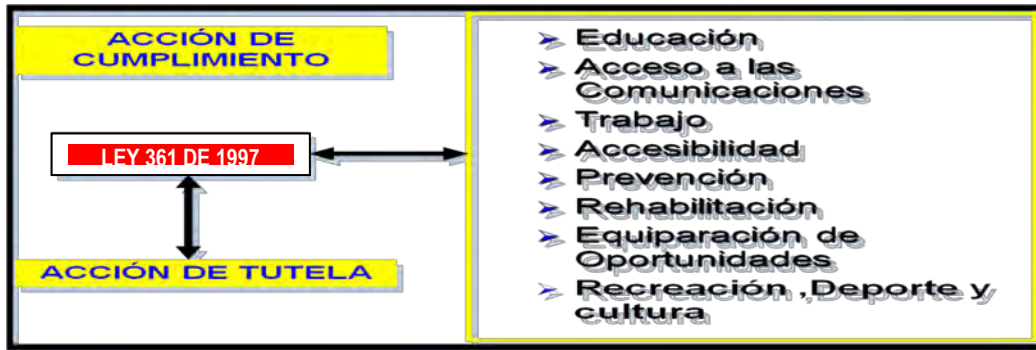 ACCIÓN DE
CUMPLIMIENTO
LEY 361 DE 1997
ACCIÓN DE TUTELA
Educación
Acceso a las
Comunicaciones
Trabajo
Accesibilidad
Prevención
Rehabilitación
Equiparación de
Oportunidades
Recreación ,Deporte y
cultura